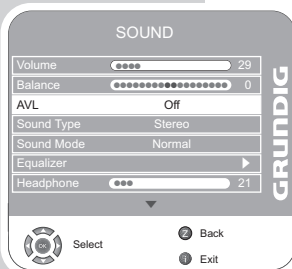 SOUND
Volume 29
Balance 0
AVL Off
Sound Type Stereo
Sound Mode Normal
Equalizer
Headphone 21
GRUNDIG
OK Select
Z Back
i Exit